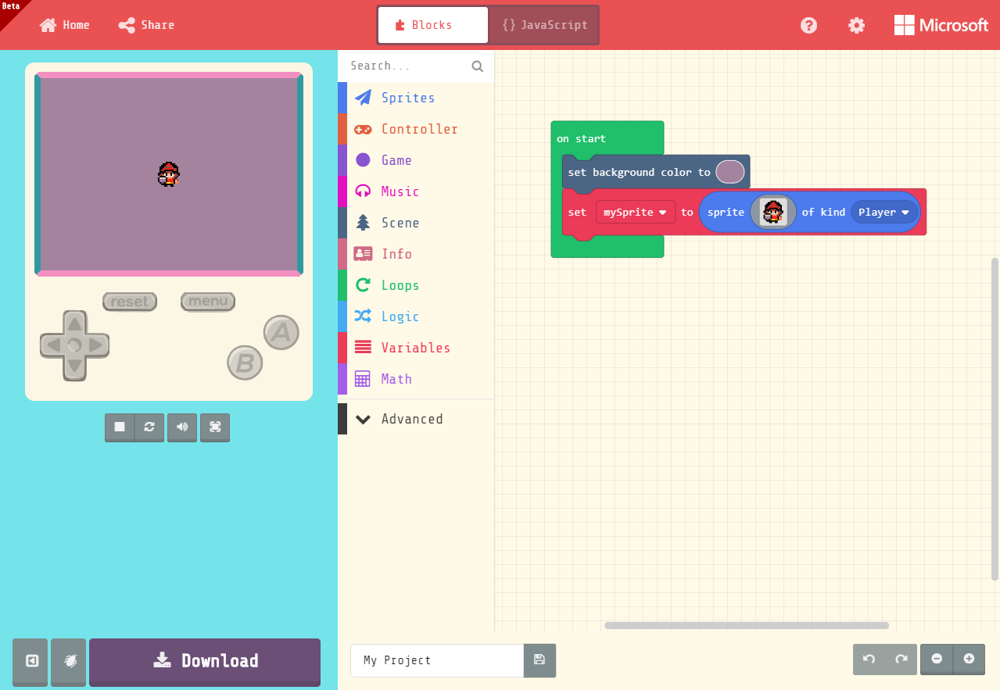 Beta
Home
Share
Blocks
{ } JavaScript
Microsoft
reset
menu
A
B
Download
Search...
Sprites
Controller
Game
Music
Scene
Info
Loops
Logic
Variables
Math
Advanced
on start
set background color to
set mySprite to sprite of kind Player
My Project